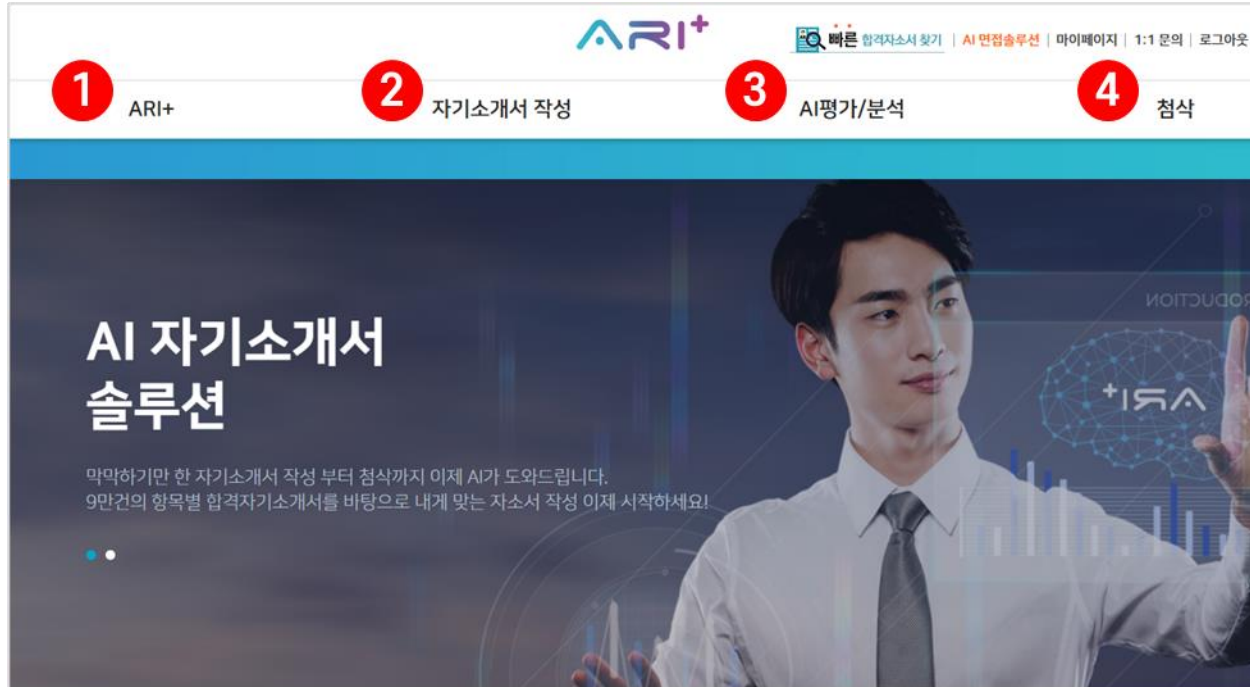 ARI+
빠른 합격자소서 찾기 | AI 면접솔루션 | 마이페이지 | 1:1 문의 | 로그아웃
1 ARI+ 2 자기소개서 작성 3 AI평가/분석 4 첨삭
AI 자기소개서
솔루션
막막하기만 한 자기소개서 작성 부터 첨삭까지 이제 AI가 도와드립니다.
9만건의 항목별 합격자기소개서를 바탕으로 내게 맞는 자소서 작성 이제 시작하세요!
ARI+